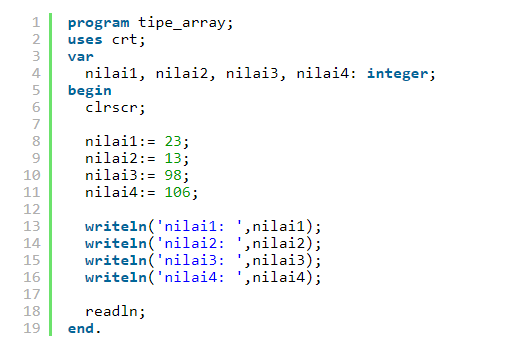 1 program tipe_array;
2 uses crt;
3 var
4   nilai1, nilai2, nilai3, nilai4: integer;
5 begin
6   clrscr;
7
8   nilai1:= 23;
9   nilai2:= 13;
10   nilai3:= 98;
11   nilai4:= 106;
12
13   writeln('nilai1: ',nilai1);
14   writeln('nilai2: ',nilai2);
15   writeln('nilai3: ',nilai3);
16   writeln('nilai4: ',nilai4);
17
18   readln;
19 end.